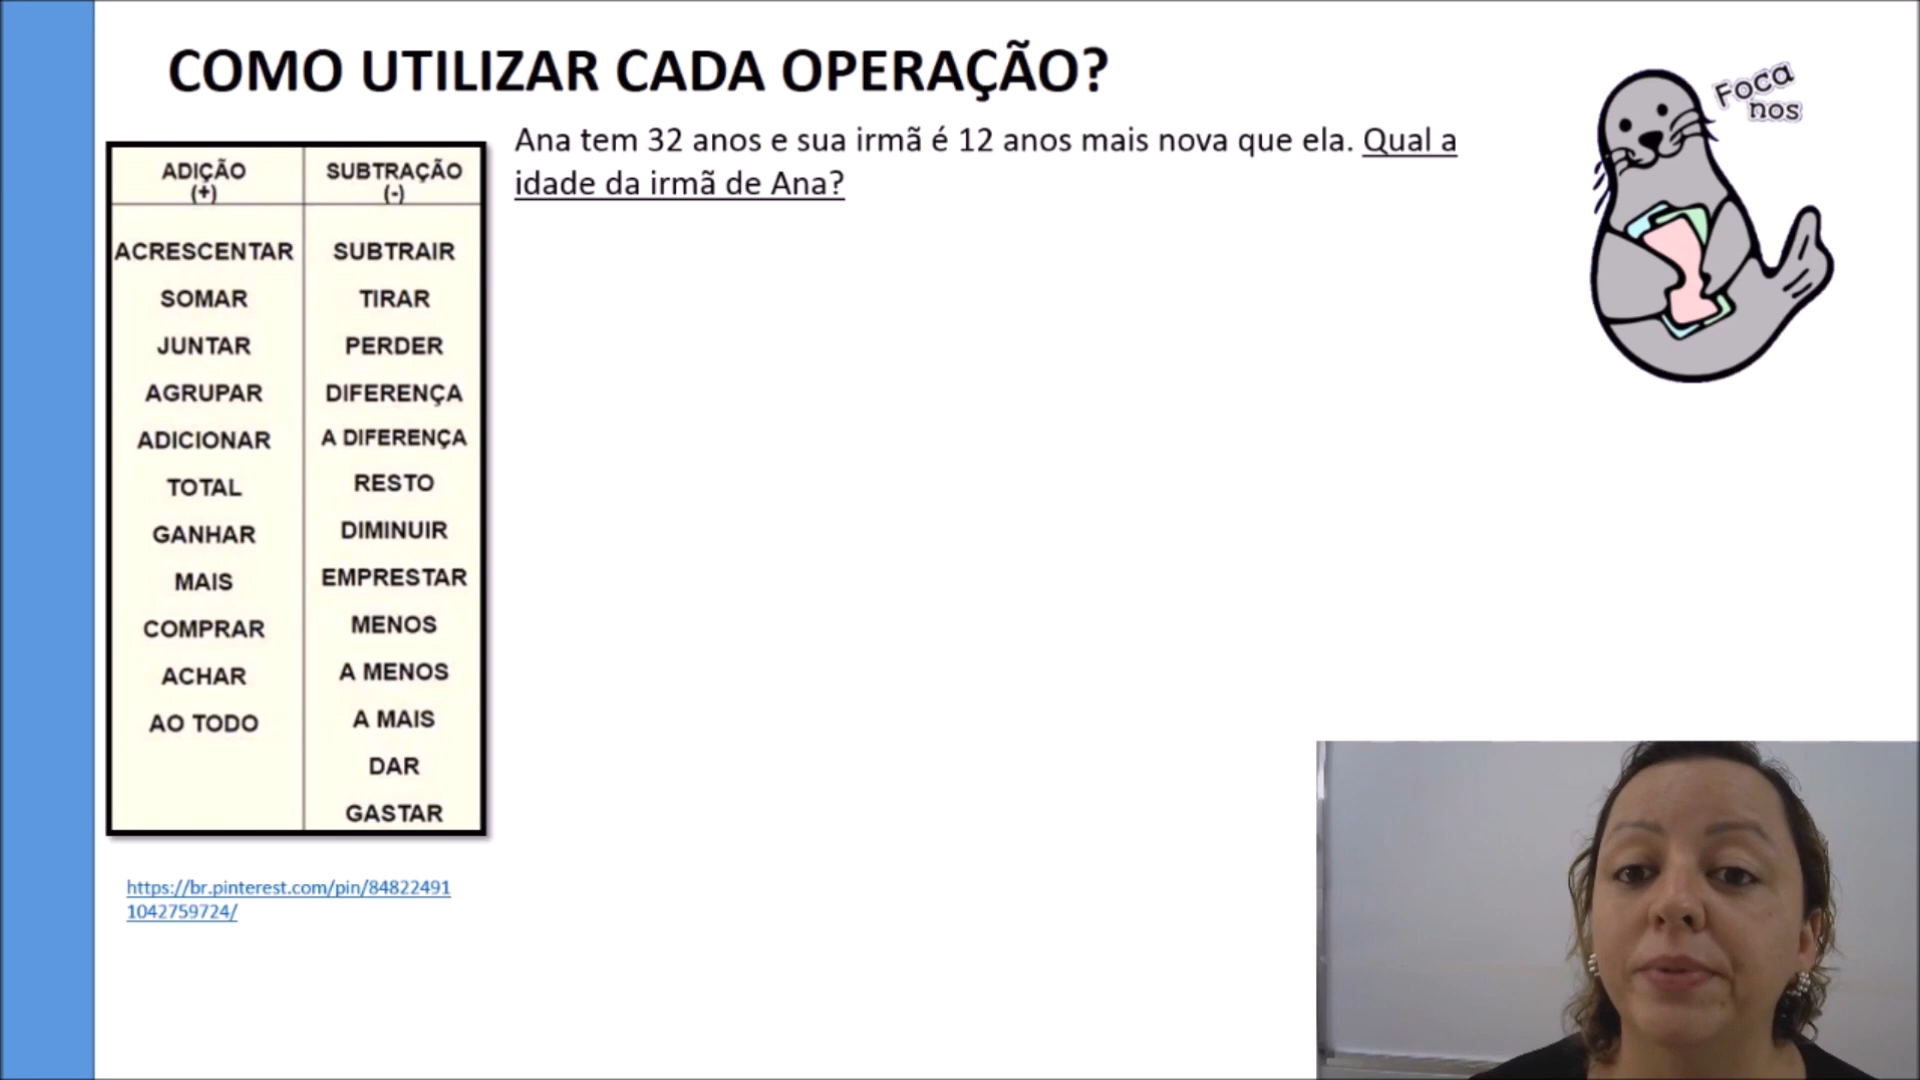 COMO UTILIZAR CADA OPERAÇÃO?
Foca
nos
Ana tem 32 anos e sua irmã é 12 anos mais nova que ela. Qual a
idade da irmã de Ana?
ADIÇÃO
(+)
ACRESCENTAR
SOMAR
JUNTAR
AGRUPAR
ADICIONAR
TOTAL
GANHAR
MAIS
COMPRAR
ACHAR
AO TODO
SUBTRAÇÃO
(-)
SUBTRAIR
TIRAR
PERDER
DIFERENÇA
A DIFERENÇA
RESTO
DIMINUIR
EMPRESTAR
MENOS
A MENOS
A MAIS
DAR
GASTAR
https://br.pinterest.com/pin/84822491
1042759724/